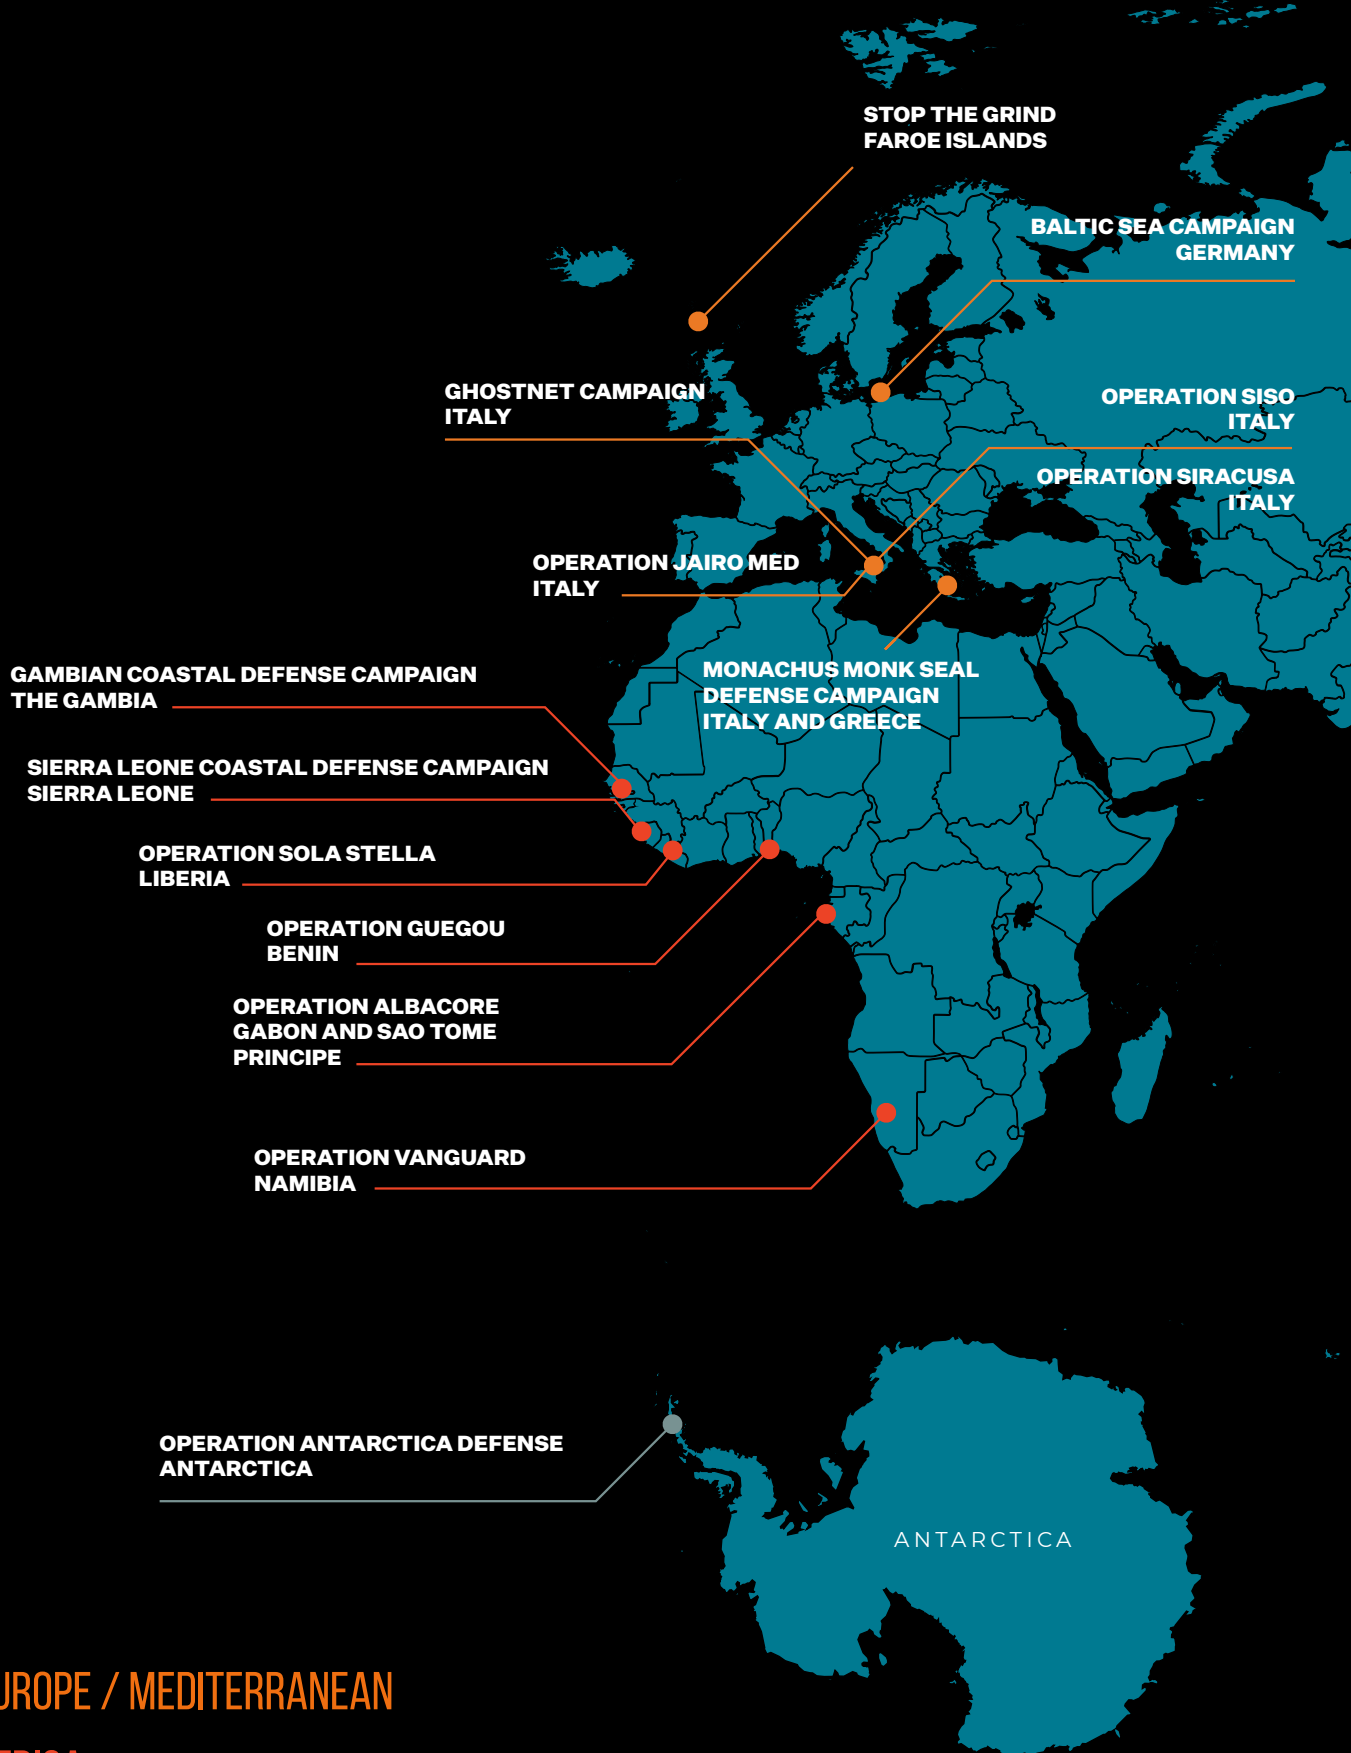 STOP THE GRIND
FAROE ISLANDS
BALTIC SEA CAMPAIGN
GERMANY
GHOSTNET CAMPAIGN
ITALY
OPERATION SISO
ITALY
OPERATION SIRACUSA
ITALY
OPERATION JAIRO MED
ITALY
MONACHUS MONK SEAL
DEFENSE CAMPAIGN
ITALY AND GREECE
GAMBIAN COASTAL DEFENSE CAMPAIGN
THE GAMBIA
SIERRA LEONE COASTAL DEFENSE CAMPAIGN
SIERRA LEONE
OPERATION SOLA STELLA
LIBERIA
OPERATION GUEGOU
BENIN
OPERATION ALBACORE
GABON AND SAO TOME
PRINCIPE
OPERATION VANGUARD
NAMIBIA
OPERATION ANTARCTICA DEFENSE
ANTARCTICA
ANTARCTICA
UROPE / MEDITERRANEAN